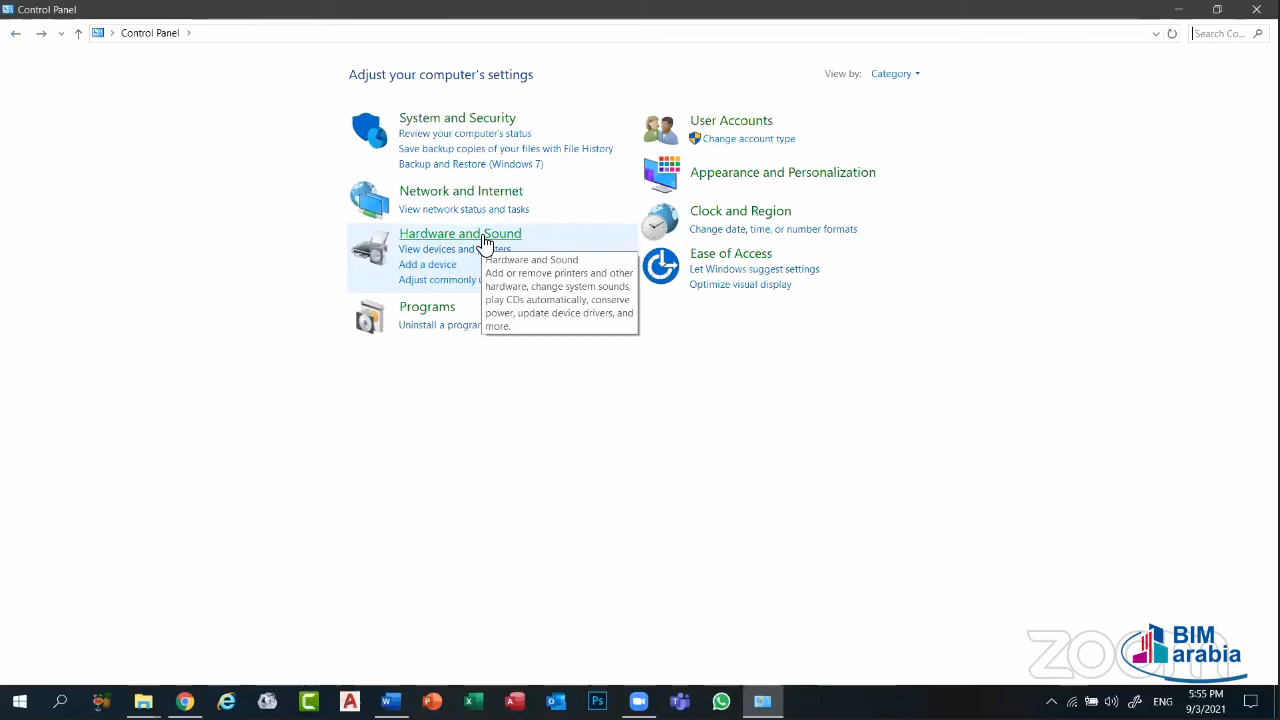 Control Panel
Control Panel
Search Co...
Adjust your computer's settings
View by: Category
System and Security
Review your computer's status
Save backup copies of your files with File History
Backup and Restore (Windows 7)
Network and Internet
View network status and tasks
Hardware and Sound
View devices and
Add a device
Adjust commonly
Programs
Uninstall a program
Hardware and Sound
Add or remove printers and other
hardware, change system sounds,
play CDs automatically, conserve
power, update device drivers, and
more.
User Accounts
Change account type
Appearance and Personalization
Clock and Region
Change date, time, or number formats
Ease of Access
Let Windows suggest settings
Optimize visual display
zoom
BIM
arabia
ENG
5:55 PM
9/3/2021